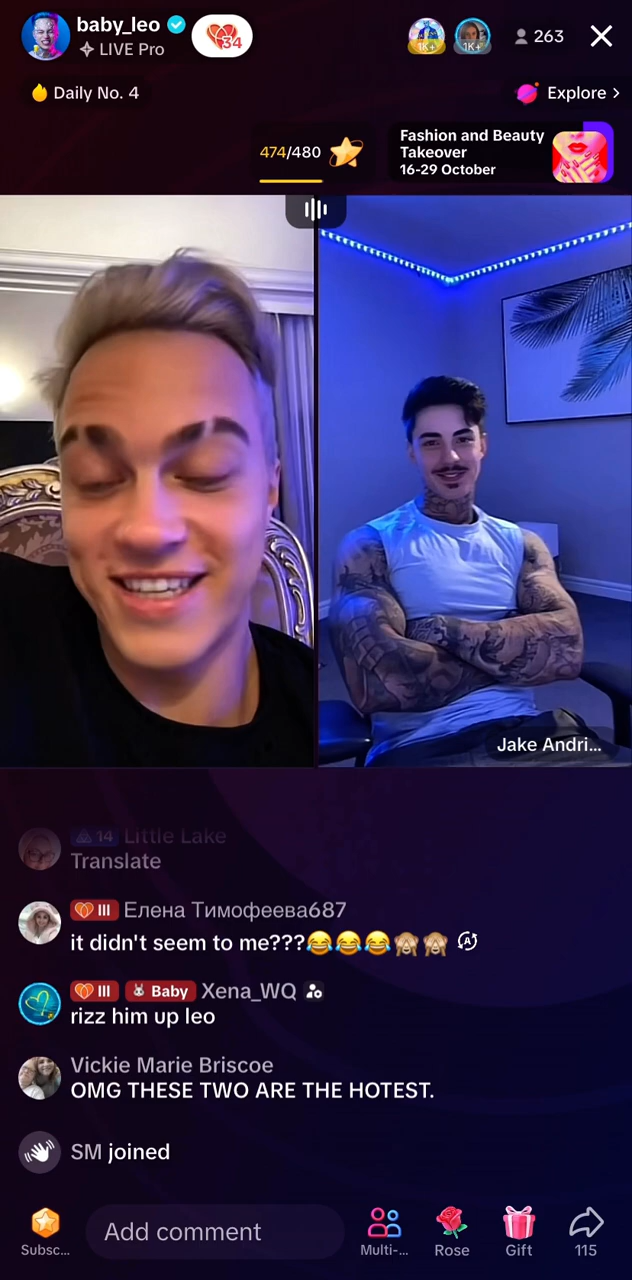 baby_leo
LIVE Pro
34
1K+
1K+
263
Daily No. 4
Explore
474/480
Fashion and Beauty
Takeover
16-29 October
Jake Andri...
14 Little Lake
Translate
III Елена Тимофеева687
it didn't seem to me???😂😂😂🙈🙈
III Baby Xena_WQ
rizz him up leo
Vickie Marie Briscoe
OMG THESE TWO ARE THE HOTEST.
SM joined
Add comment
Subsc...
Multi-...
Rose
Gift
115